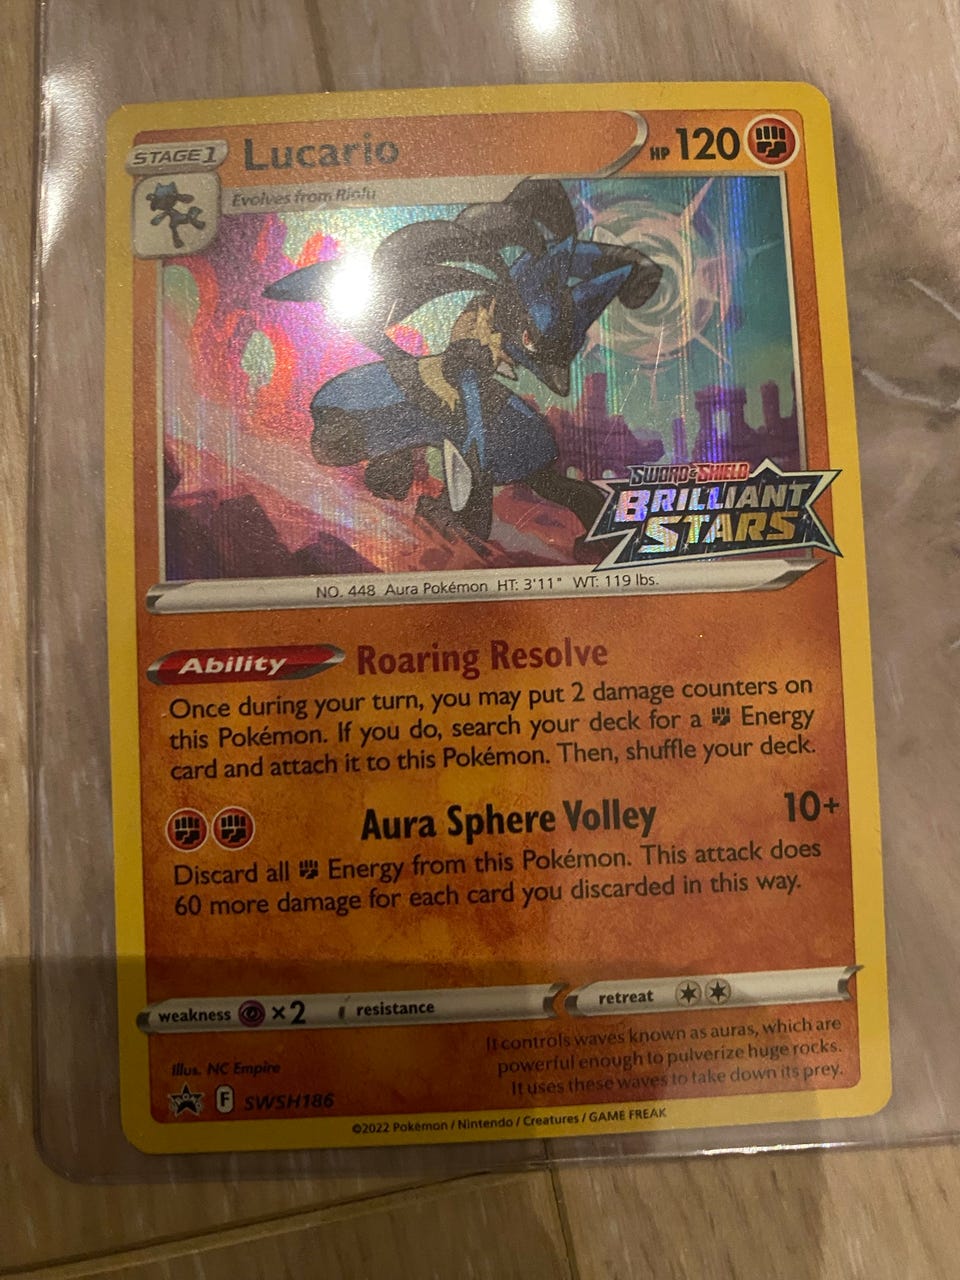 STAGE 1 Lucario HP 120
Evolves from Riolu
SWORD & SHIELD
BRILLIANT
STARS
NO. 448 Aura Pokémon HT: 3'11" WT: 119 lbs.
Ability Roaring Resolve
Once during your turn, you may put 2 damage counters on
this Pokémon. If you do, search your deck for a Energy
card and attach it to this Pokémon. Then, shuffle your deck.
Aura Sphere Volley 10+
Discard all Energy from this Pokémon. This attack does
60 more damage for each card you discarded in this way.
weakness ×2 resistance retreat
It controls waves known as auras, which are
powerful enough to pulverize huge rocks.
It uses these waves to take down its prey.
Illus. NC Empire
PROMO F SWSH186
©2022 Pokémon / Nintendo / Creatures / GAME FREAK